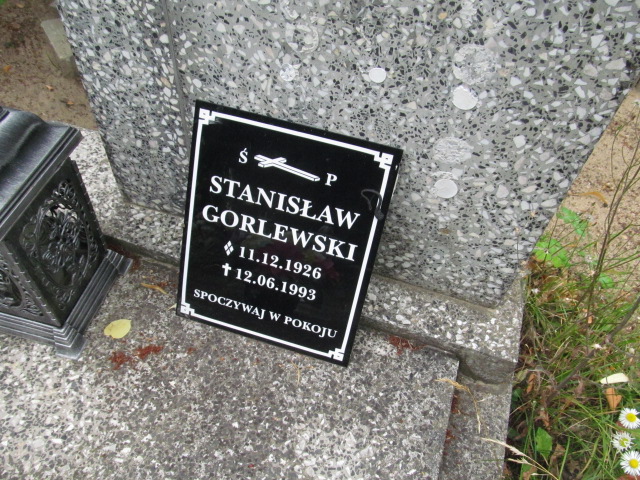 Ś P
STANISŁAW
GORLEWSKI
11.12.1926
✝12.06.1993
SPOCZYWAJ W POKOJU